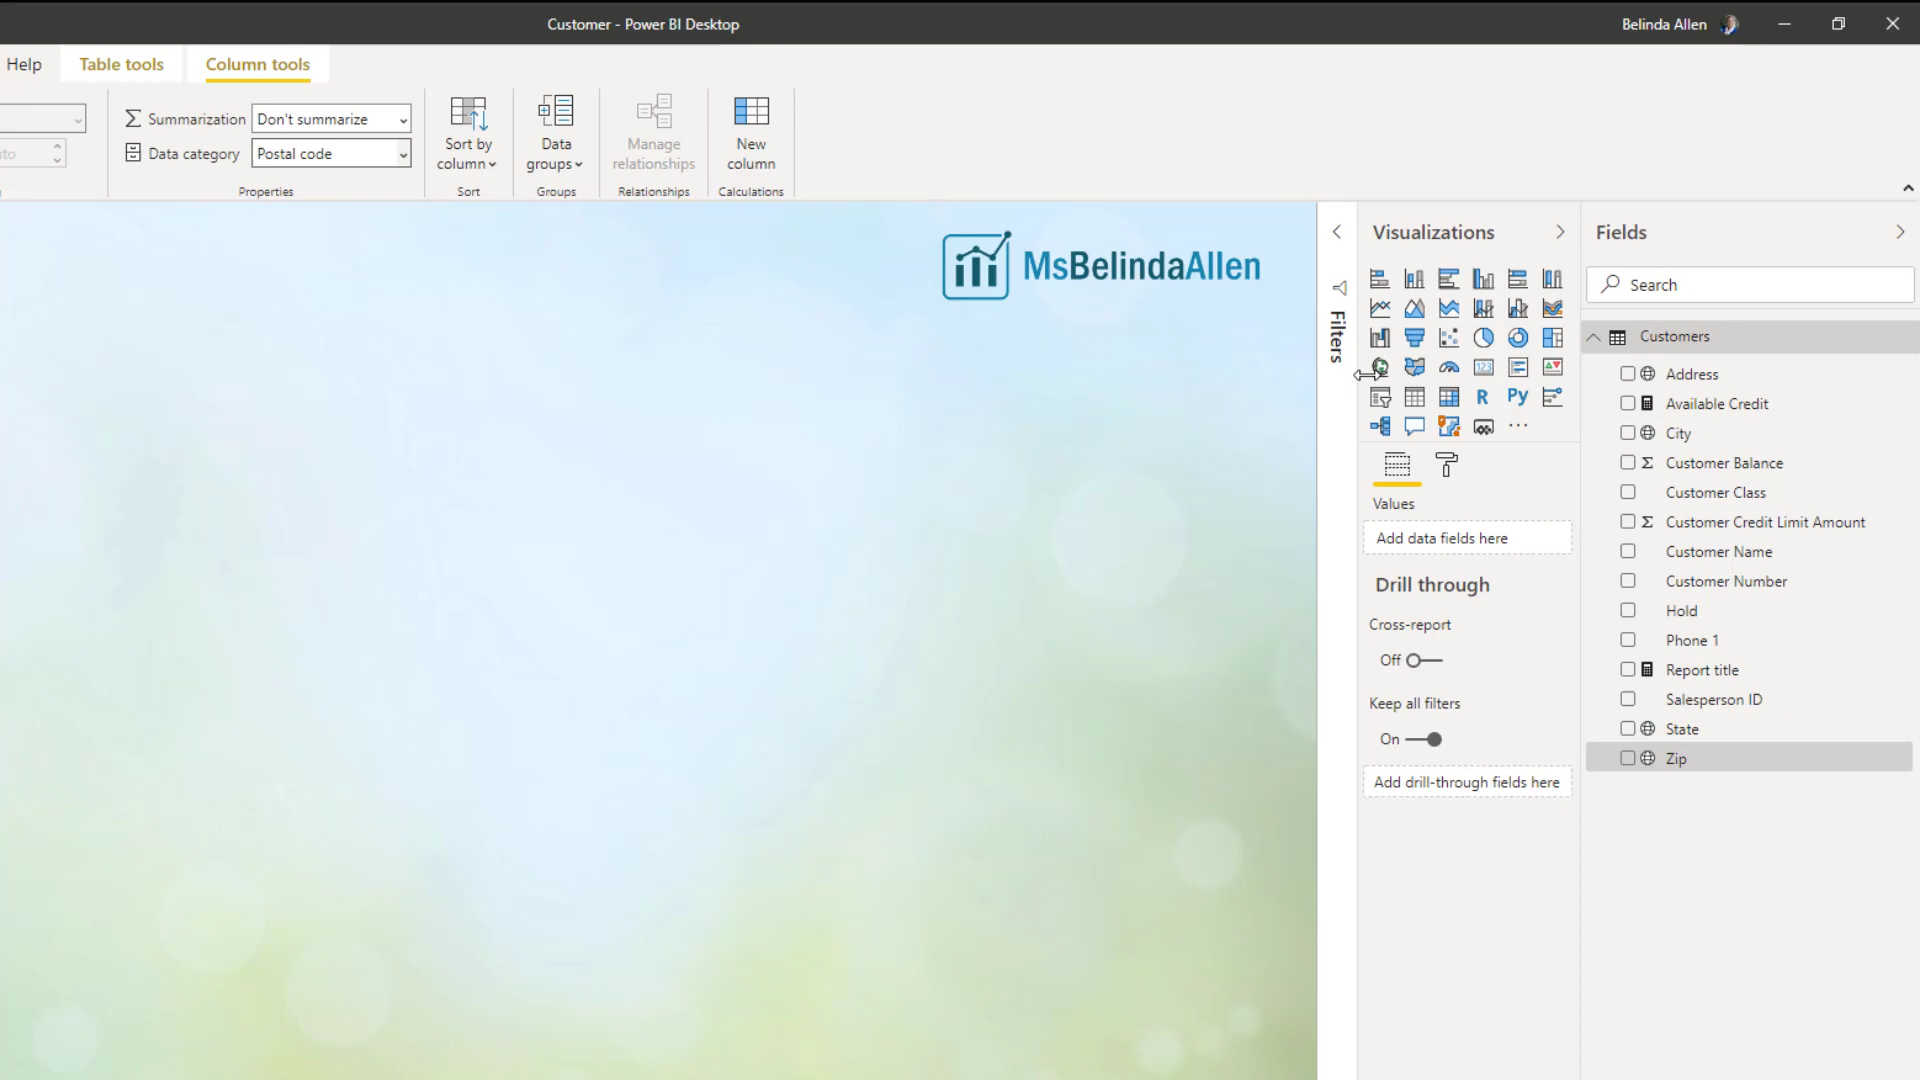 Customer - Power BI Desktop
Belinda Allen
Help
Table tools
Column tools
Summarization
Don't summarize
Data category
Postal code
Properties
Sort by
column
Sort
Data
groups
Groups
Manage
relationships
Relationships
New
column
Calculations
MsBelindaAllen
Filters
Visualizations
123
R
Py
Values
Add data fields here
Drill through
Cross-report
Off
Keep all filters
On
Add drill-through fields here
Fields
Search
Customers
Address
Available Credit
City
Customer Balance
Customer Class
Customer Credit Limit Amount
Customer Name
Customer Number
Hold
Phone 1
Report title
Salesperson ID
State
Zip